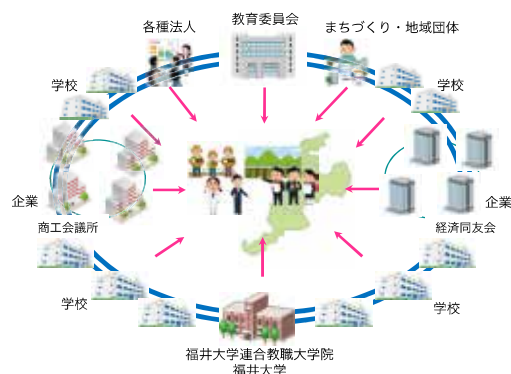 教育委員会
各種法人
まちづくり・地域団体
学校
学校
企業
企業
商工会議所
経済同友会
学校
学校
福井大学連合教職大学院
福井大学